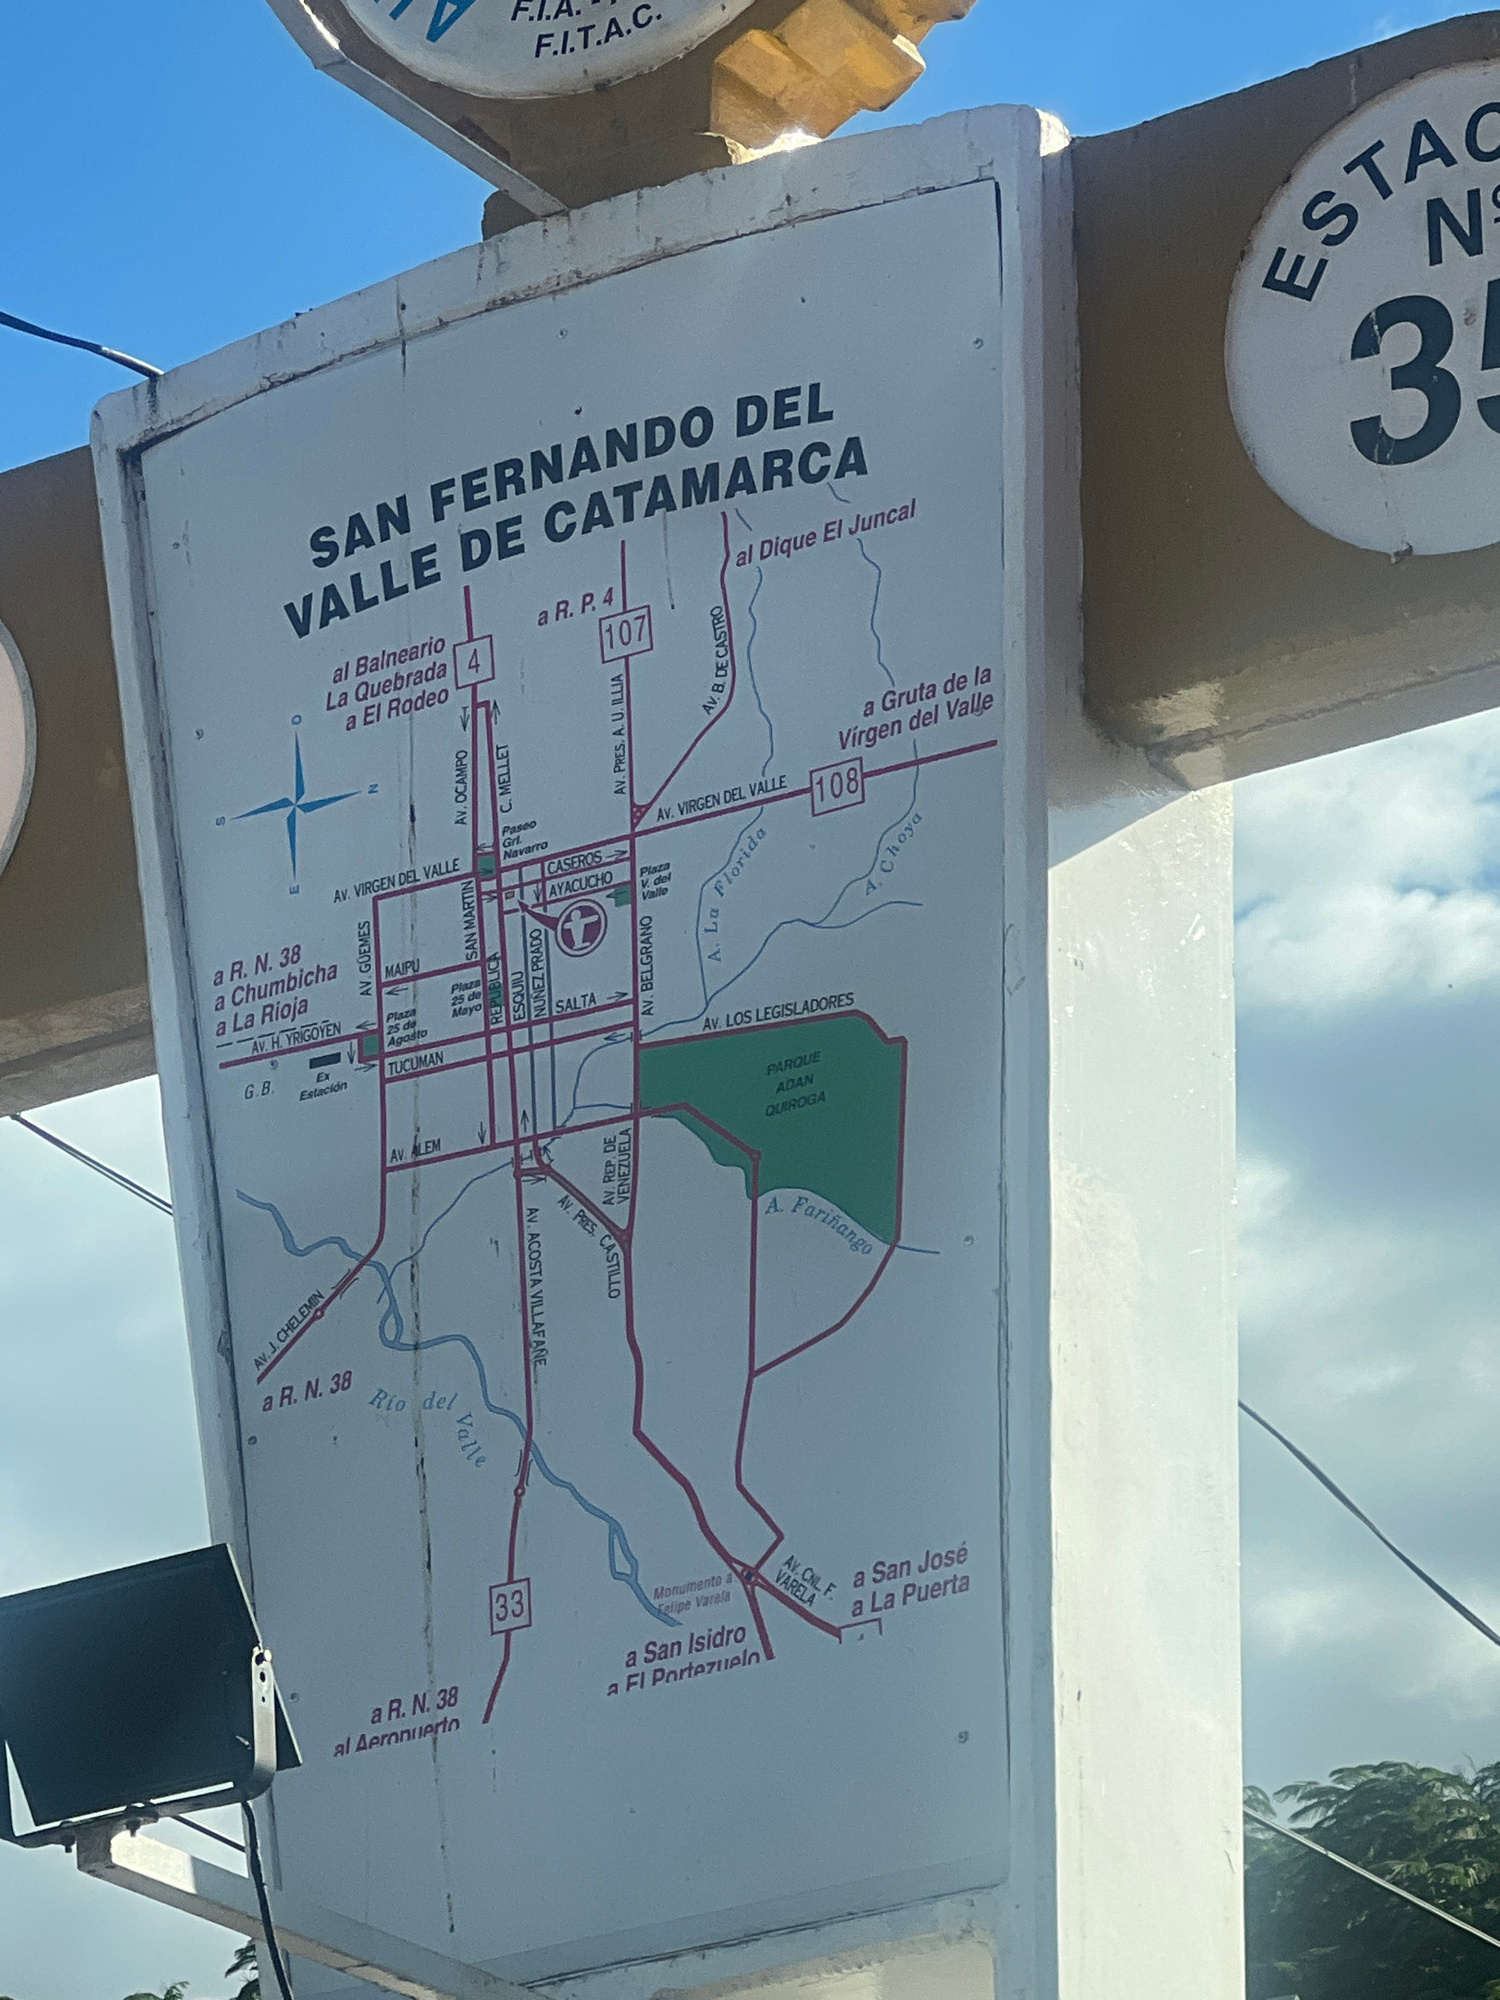 F.I.A. -
F.I.T.A.C.
ESTAC
Nº
35
SAN FERNANDO DEL
VALLE DE CATAMARCA
al Dique El Juncal
a R. P. 4
107
al Balneario
La Quebrada
a El Rodeo
4
AV. B. DE CASTRO
AV. PRES. A. U. ILLIA
a Gruta de la
Vírgen del Valle
108
AV. VIRGEN DEL VALLE
O
N
S
E
AV. OCAMPO
C. MELLET
Paseo
Grl.
Navarro
AV. VIRGEN DEL VALLE
CASEROS
AYACUCHO
Plaza
V. del
Valle
A. La Florida
A. Choya
SAN MARTIN
AV. GÜEMES
MAIPU
REPUBLICA
ESQUIU
NUÑEZ PRADO
AV. BELGRANO
Plaza
25 de
Mayo
SALTA
a R. N. 38
a Chumbicha
a La Rioja
AV. H. YRIGOYEN
G.B.
Ex
Estación
Plaza
25 de
Agosto
TUCUMAN
AV. LOS LEGISLADORES
PARQUE
ADAN
QUIROGA
AV. ALEM
AV. REP. DE
VENEZUELA
A. Fariñango
AV. PRES. CASTILLO
AV. ACOSTA VILLAFAÑE
AV. J. CHELEMIN
a R. N. 38
Río del Valle
33
Monumento a
Felipe Varela
AV. CNL. F.
VARELA
a San José
a La Puerta
a San Isidro
a El Portezuelo
a R. N. 38
al Aeropuerto